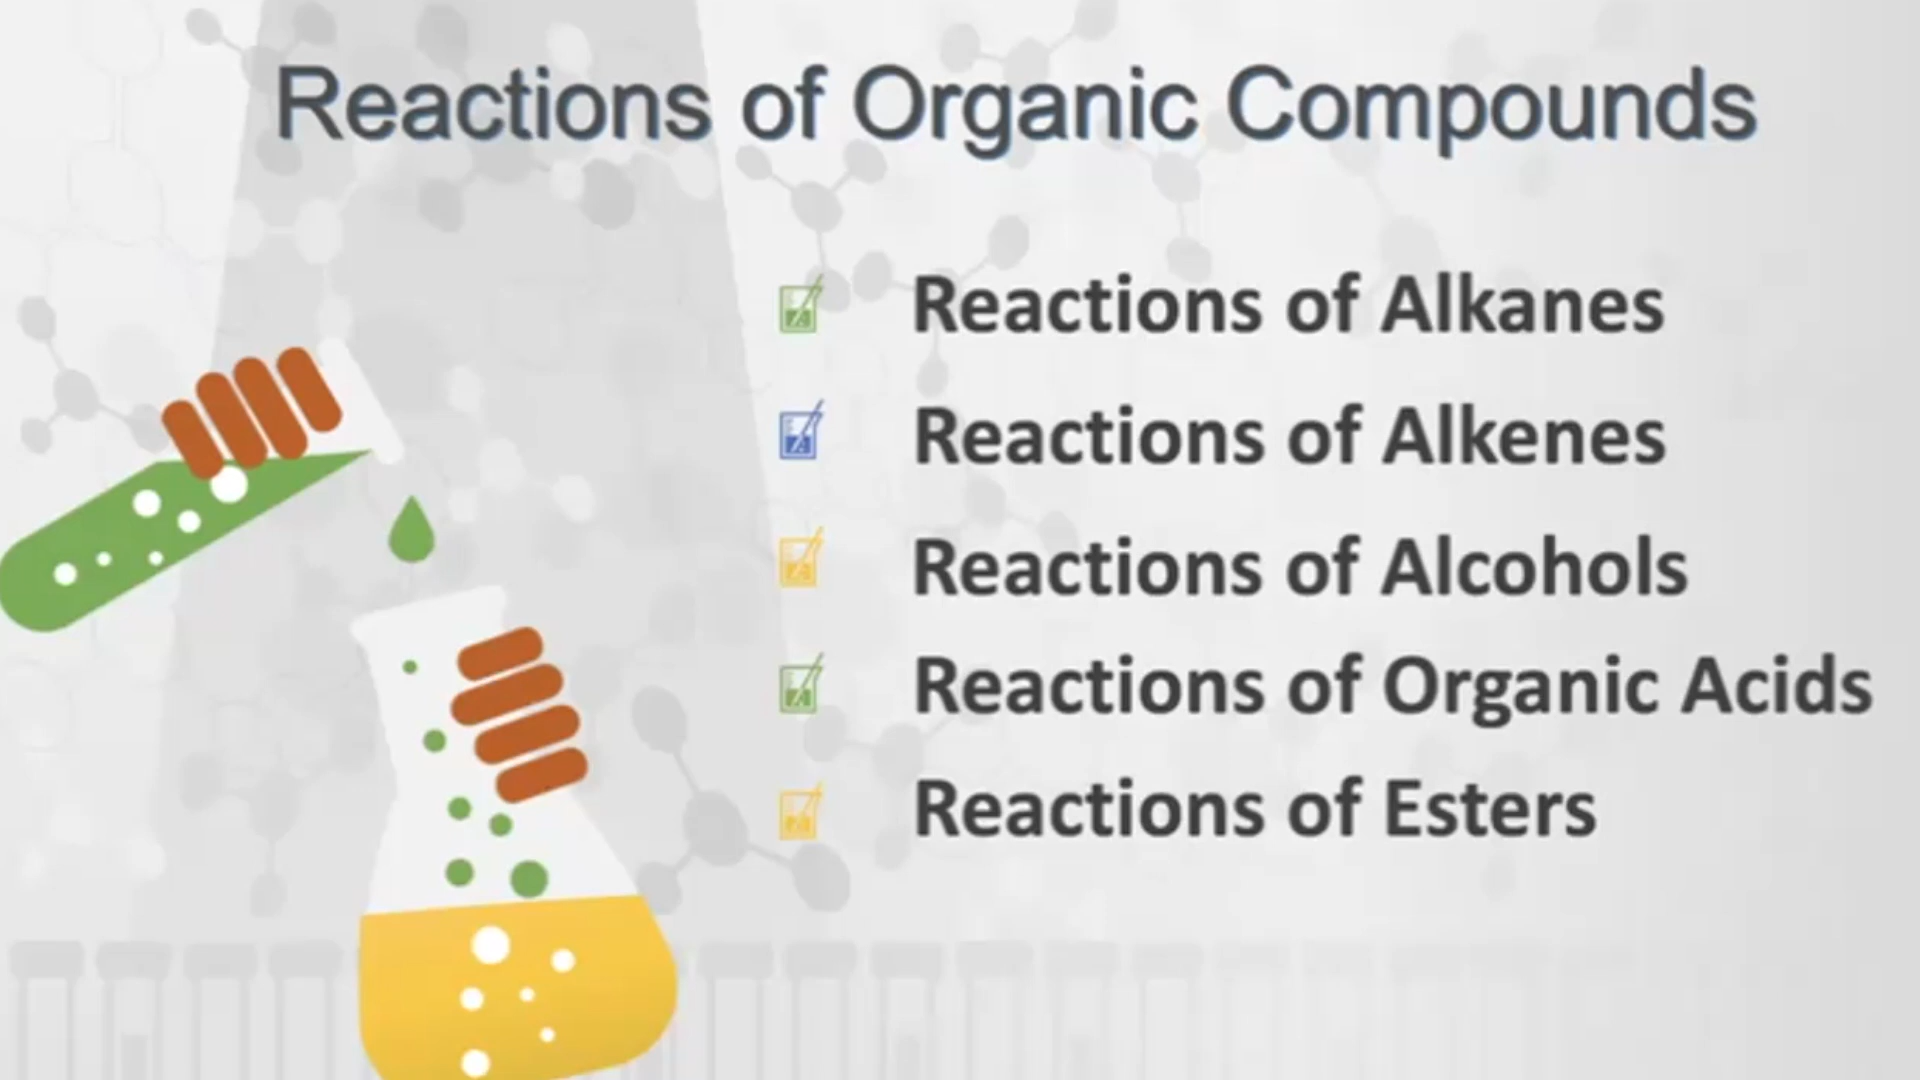 Reactions of Organic Compounds
Reactions of Alkanes
Reactions of Alkenes
Reactions of Alcohols
Reactions of Organic Acids
Reactions of Esters